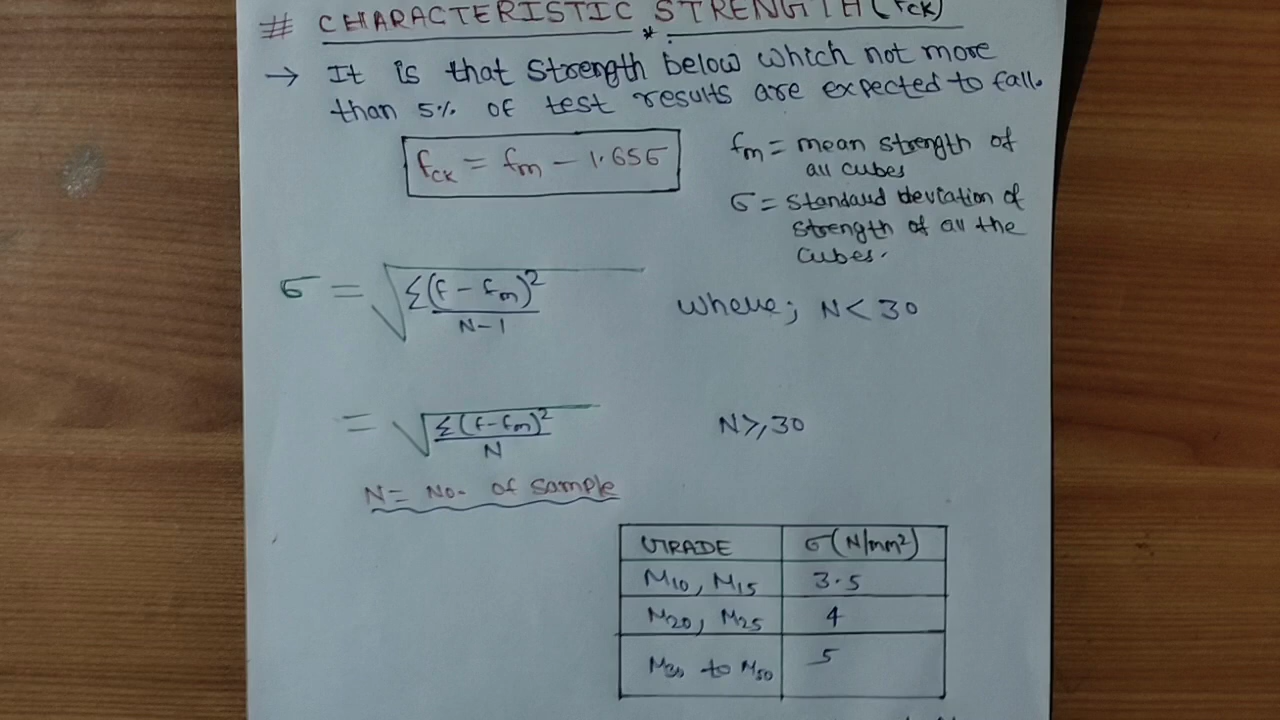 # CHARACTERISTIC STRENGTH (fck)
*
→ It is that strength below which not more
than 5% of test results are expected to fall.
fck = fm − 1.65σ
fm = mean strength of
all cubes
σ = standard deviation of
strength of all the
cubes.
σ = √(Σ(f − fm)²/(N−1)) where; N < 30
= √(Σ(f−fm)²/N) N ≥ 30
N = No. of sample
GRADE σ(N/mm²)
M10, M15 3.5
M20, M25 4
M30 to M50 5